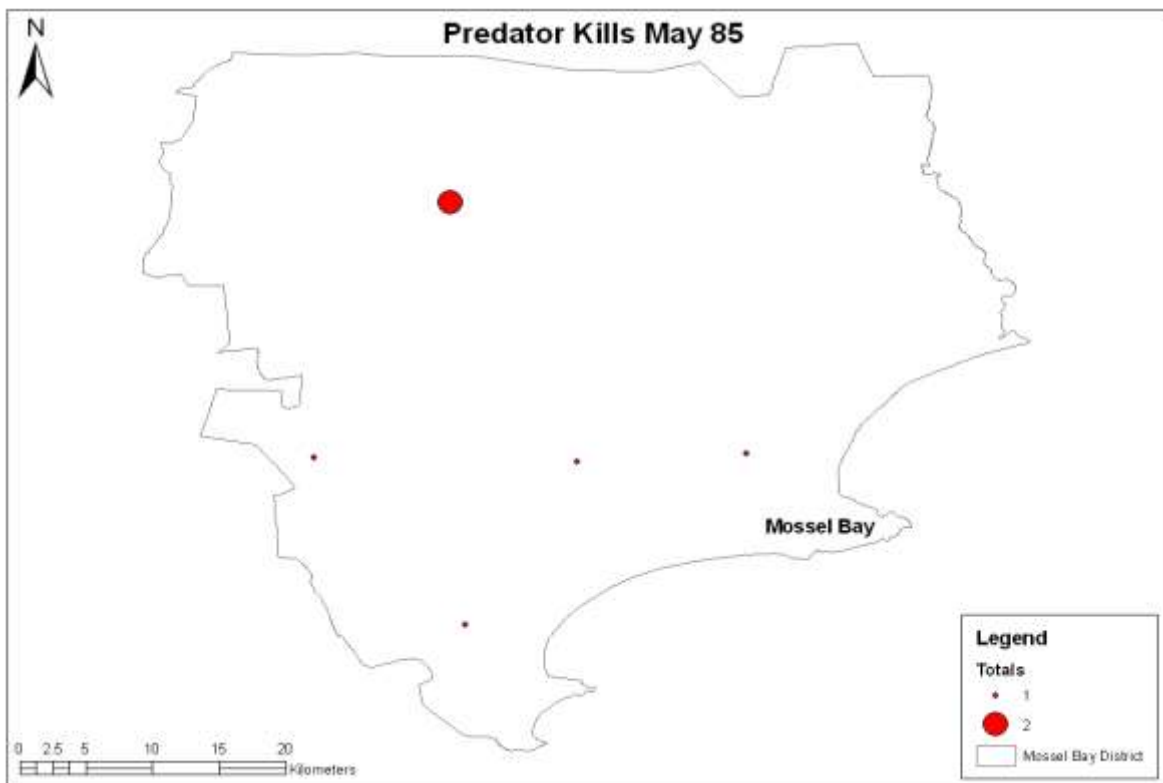 N
Predator Kills May 85
Mossel Bay
Legend
Totals
1
2
Mossel Bay District
0 2.5 5 10 15 20
Kilometers